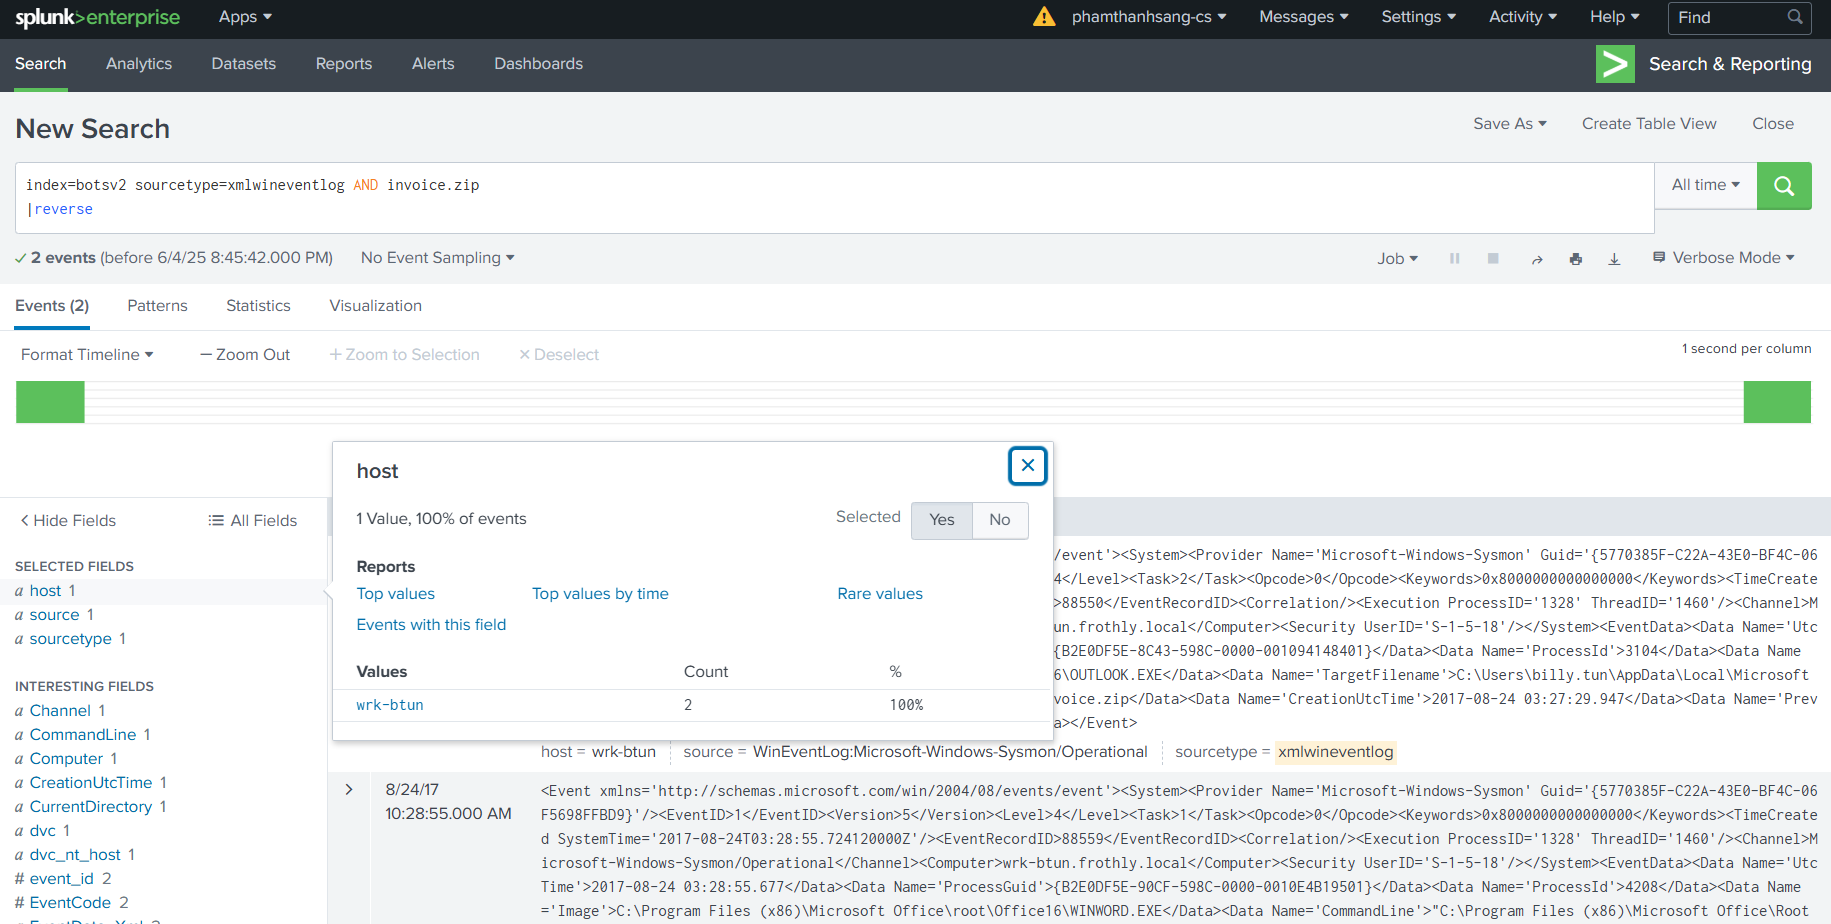 splunk>enterprise Apps phamthanhsang-cs Messages Settings Activity Help Find
Search Analytics Datasets Reports Alerts Dashboards Search & Reporting
New Search
Save As Create Table View Close
index=botsv2 sourcetype=xmlwineventlog AND invoice.zip
|reverse
All time
2 events (before 6/4/25 8:45:42.000 PM) No Event Sampling
Job Verbose Mode
Events (2) Patterns Statistics Visualization
Format Timeline — Zoom Out + Zoom to Selection × Deselect
1 second per column
host
1 Value, 100% of events
Selected Yes No
Reports
Top values Top values by time Rare values
Events with this field
Values Count %
wrk-btun 2 100%
< Hide Fields All Fields
SELECTED FIELDS
a host 1
a source 1
a sourcetype 1
INTERESTING FIELDS
a Channel 1
a CommandLine 1
a Computer 1
a CreationUtcTime 1
a CurrentDirectory 1
a dvc 1
a dvc_nt_host 1
# event_id 2
# EventCode 2
/event'><System><Provider Name='Microsoft-Windows-Sysmon' Guid='{5770385F-C22A-43E0-BF4C-06
4</Level><Task>2</Task><Opcode>0</Opcode><Keywords>0x8000000000000000</Keywords><TimeCreate
>88550</EventRecordID><Correlation/><Execution ProcessID='1328' ThreadID='1460'/><Channel>M
un.frothly.local</Computer><Security UserID='S-1-5-18'/></System><EventData><Data Name='Utc
{B2E0DF5E-8C43-598C-0000-001094148401}</Data><Data Name='ProcessId'>3104</Data><Data Name
6\OUTLOOK.EXE</Data><Data Name='TargetFilename'>C:\Users\billy.tun\AppData\Local\Microsoft
voice.zip</Data><Data Name='CreationUtcTime'>2017-08-24 03:27:29.947</Data><Data Name='Prev
a></Event>
host = wrk-btun source = WinEventLog:Microsoft-Windows-Sysmon/Operational sourcetype = xmlwineventlog
8/24/17
10:28:55.000 AM
<Event xmlns='http://schemas.microsoft.com/win/2004/08/events/event'><System><Provider Name='Microsoft-Windows-Sysmon' Guid='{5770385F-C22A-43E0-BF4C-06
F5698FFBD9}'/><EventID>1</EventID><Version>5</Version><Level>4</Level><Task>1</Task><Opcode>0</Opcode><Keywords>0x8000000000000000</Keywords><TimeCreate
d SystemTime='2017-08-24T03:28:55.724120000Z'/><EventRecordID>88559</EventRecordID><Correlation/><Execution ProcessID='1328' ThreadID='1460'/><Channel>M
icrosoft-Windows-Sysmon/Operational</Channel><Computer>wrk-btun.frothly.local</Computer><Security UserID='S-1-5-18'/></System><EventData><Data Name='Utc
Time'>2017-08-24 03:28:55.677</Data><Data Name='ProcessGuid'>{B2E0DF5E-90CF-598C-0000-0010E4B19501}</Data><Data Name='ProcessId'>4208</Data><Data Name
='Image'>C:\Program Files (x86)\Microsoft Office\root\Office16\WINWORD.EXE</Data><Data Name='CommandLine'>"C:\Program Files (x86)\Microsoft Office\Root